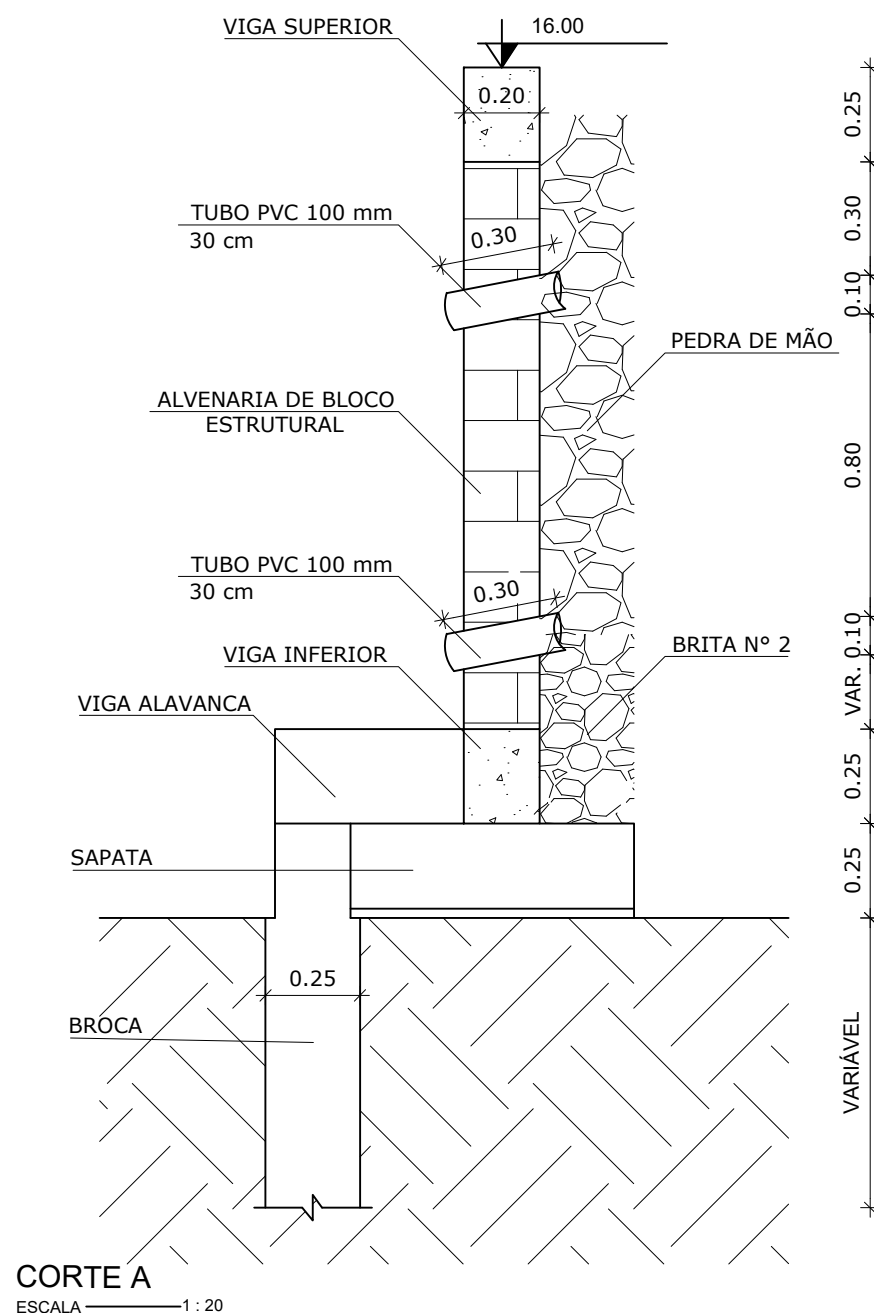 VIGA SUPERIOR
16.00
0.20
0.25
TUBO PVC 100 mm
30 cm
0.30
0.30
0.10
PEDRA DE MÃO
ALVENARIA DE BLOCO
ESTRUTURAL
0.80
TUBO PVC 100 mm
30 cm
0.30
0.10
VIGA INFERIOR
BRITA N° 2
VAR.
VIGA ALAVANCA
0.25
SAPATA
0.25
0.25
BROCA
VARIÁVEL
CORTE A
ESCALA 1 : 20